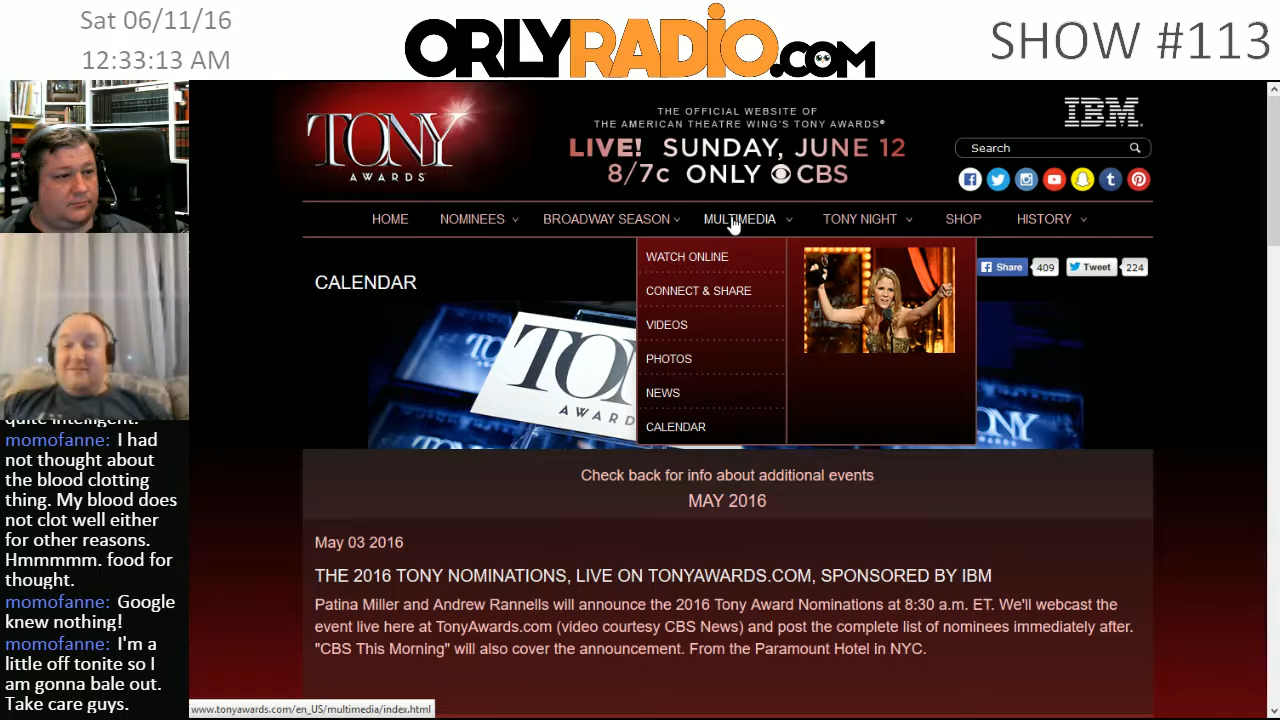 Sat 06/11/16
12:33:13 AM
ORLYRADiO.COM
SHOW #113
TONY
AWARDS
THE OFFICIAL WEBSITE OF
THE AMERICAN THEATRE WING'S TONY AWARDS®
LIVE! SUNDAY, JUNE 12
8/7c ONLY CBS
IBM
Search
HOME
NOMINEES
BROADWAY SEASON
MULTIMEDIA
TONY NIGHT
SHOP
HISTORY
CALENDAR
WATCH ONLINE
CONNECT & SHARE
VIDEOS
PHOTOS
NEWS
CALENDAR
Share 409
Tweet 224
TON
AWARD
ONY
AWARDS
Check back for info about additional events
MAY 2016
May 03 2016
THE 2016 TONY NOMINATIONS, LIVE ON TONYAWARDS.COM, SPONSORED BY IBM
Patina Miller and Andrew Rannells will announce the 2016 Tony Award Nominations at 8:30 a.m. ET. We'll webcast the
event live here at TonyAwards.com (video courtesy CBS News) and post the complete list of nominees immediately after.
"CBS This Morning" will also cover the announcement. From the Paramount Hotel in NYC.
quite intelligent.
momofanne: I had
not thought about
the blood clotting
thing. My blood does
not clot well either
for other reasons.
Hmmmmm. food for
thought.
momofanne: Google
knew nothing!
momofanne: I'm a
little off tonite so I
am gonna bale out.
Take care guys.
www.tonyawards.com/en_US/multimedia/index.html